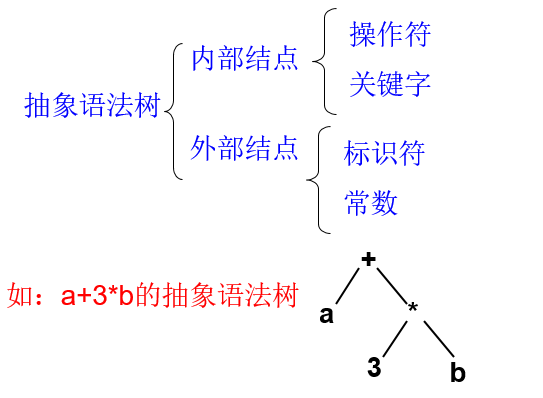 抽象语法树
内部结点
操作符
关键字
外部结点
标识符
常数
如：a+3*b的抽象语法树
+
a
*
3
b